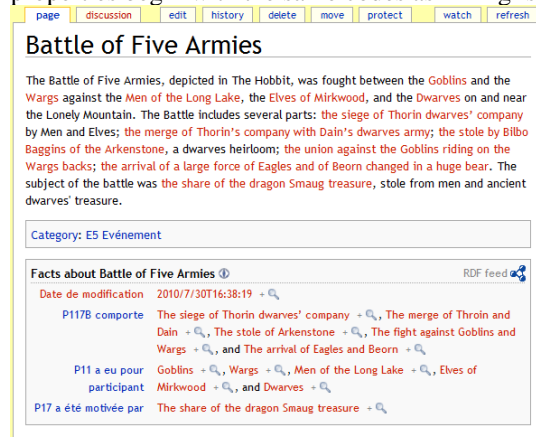 page discussion edit history delete move protect watch refresh
Battle of Five Armies
The Battle of Five Armies, depicted in The Hobbit, was fought between the Goblins and the
Wargs against the Men of the Long Lake, the Elves of Mirkwood, and the Dwarves on and near
the Lonely Mountain. The Battle includes several parts: the siege of Thorin dwarves' company
by Men and Elves; the merge of Thorin's company with Dain's dwarves army; the stole by Bilbo
Baggins of the Arkenstone, a dwarves heirloom; the union against the Goblins riding on the
Wargs backs; the arrival of a large force of Eagles and of Beorn changed in a huge bear. The
subject of the battle was the share of the dragon Smaug treasure, stole from men and ancient
dwarves' treasure.
Category: E5 Evénement
Facts about Battle of Five Armies RDF feed
Date de modification 2010/7/30T16:38:19 +
P117B comporte The siege of Thorin dwarves' company + , The merge of Throin and
Dain + , The stole of Arkenstone + , The fight against Goblins and
Wargs + , and The arrival of Eagles and Beorn +
P11 a eu pour Goblins + , Wargs + , Men of the Long Lake + , Elves of
participant Mirkwood + , and Dwarves +
P17 a été motivée par The share of the dragon Smaug treasure +